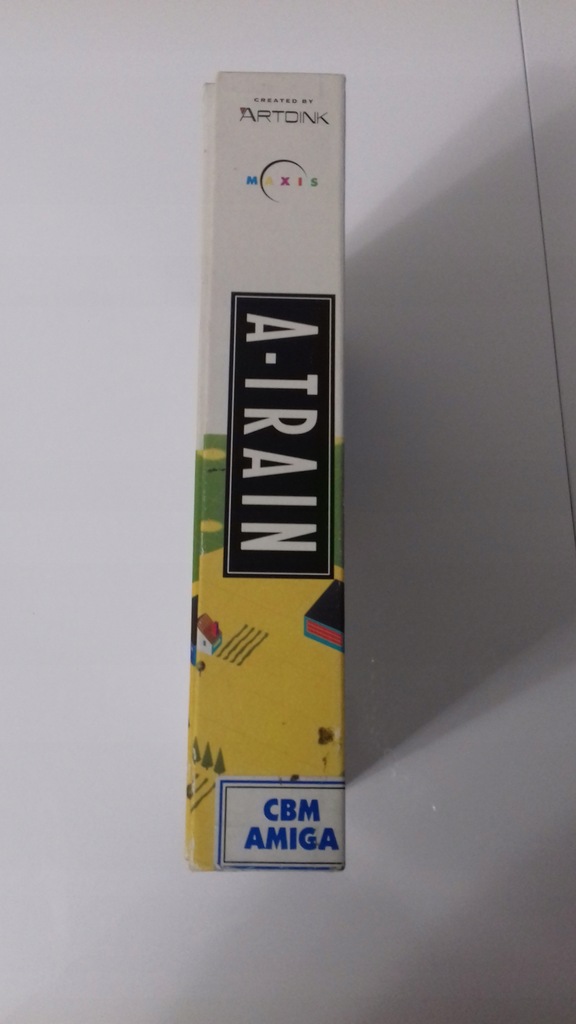 CREATED BY
ARTDINK
MAXIS
A·TRAIN
CBM
AMIGA